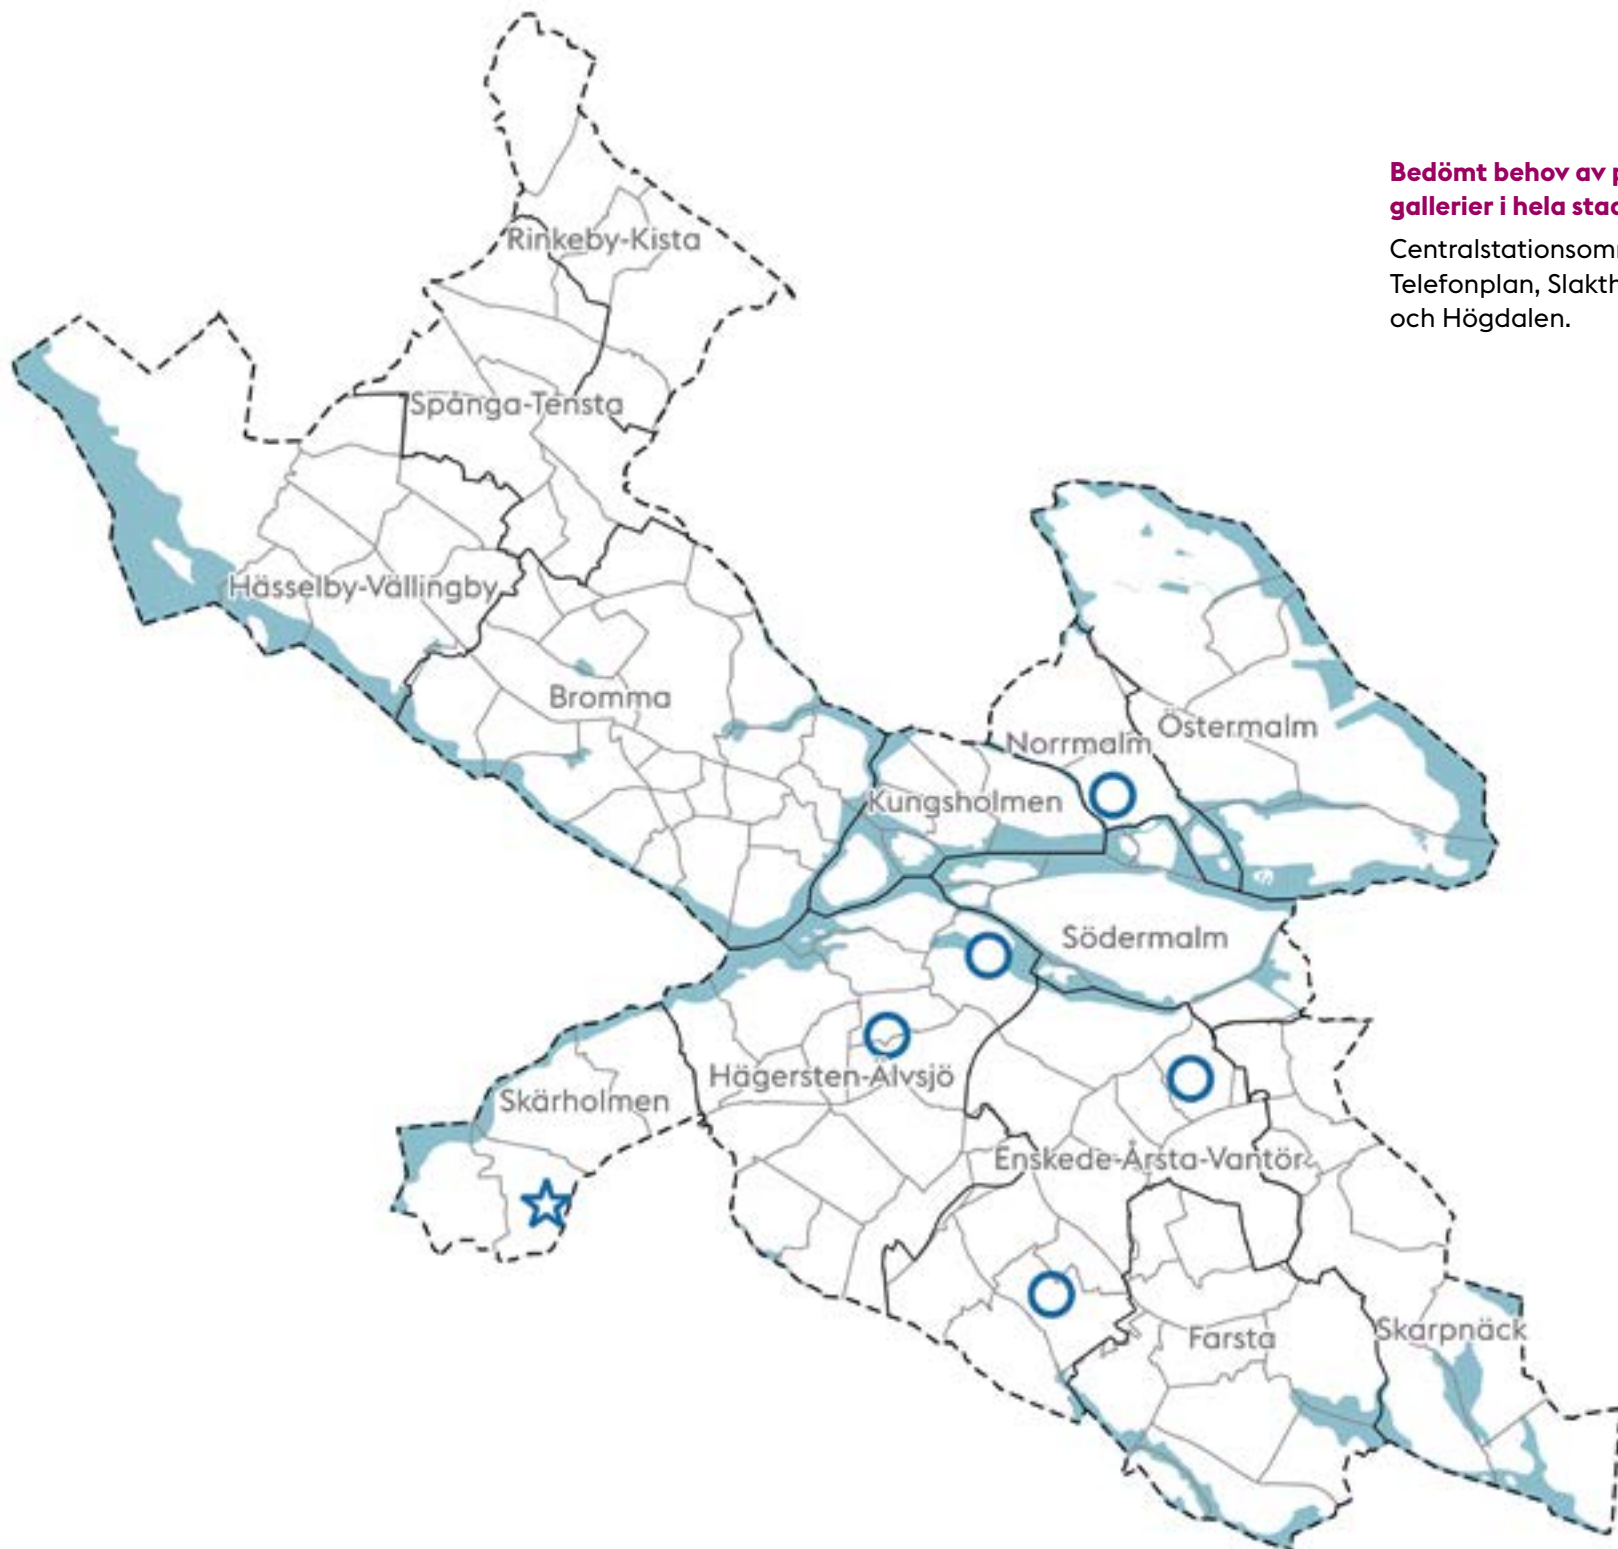 Bedömt behov av p
gallerier i hela stad
Centralstationsomr
Telefonplan, Slakth
och Högdalen.
Rinkeby-Kista
Spånga-Tensta
Hässelby-Vällingby
Bromma
Norrmalm
Östermalm
Kungsholmen
Södermalm
Hägersten-Älvsjö
Skärholmen
Enskede-Årsta-Vantör
Farsta
Skarpnäck